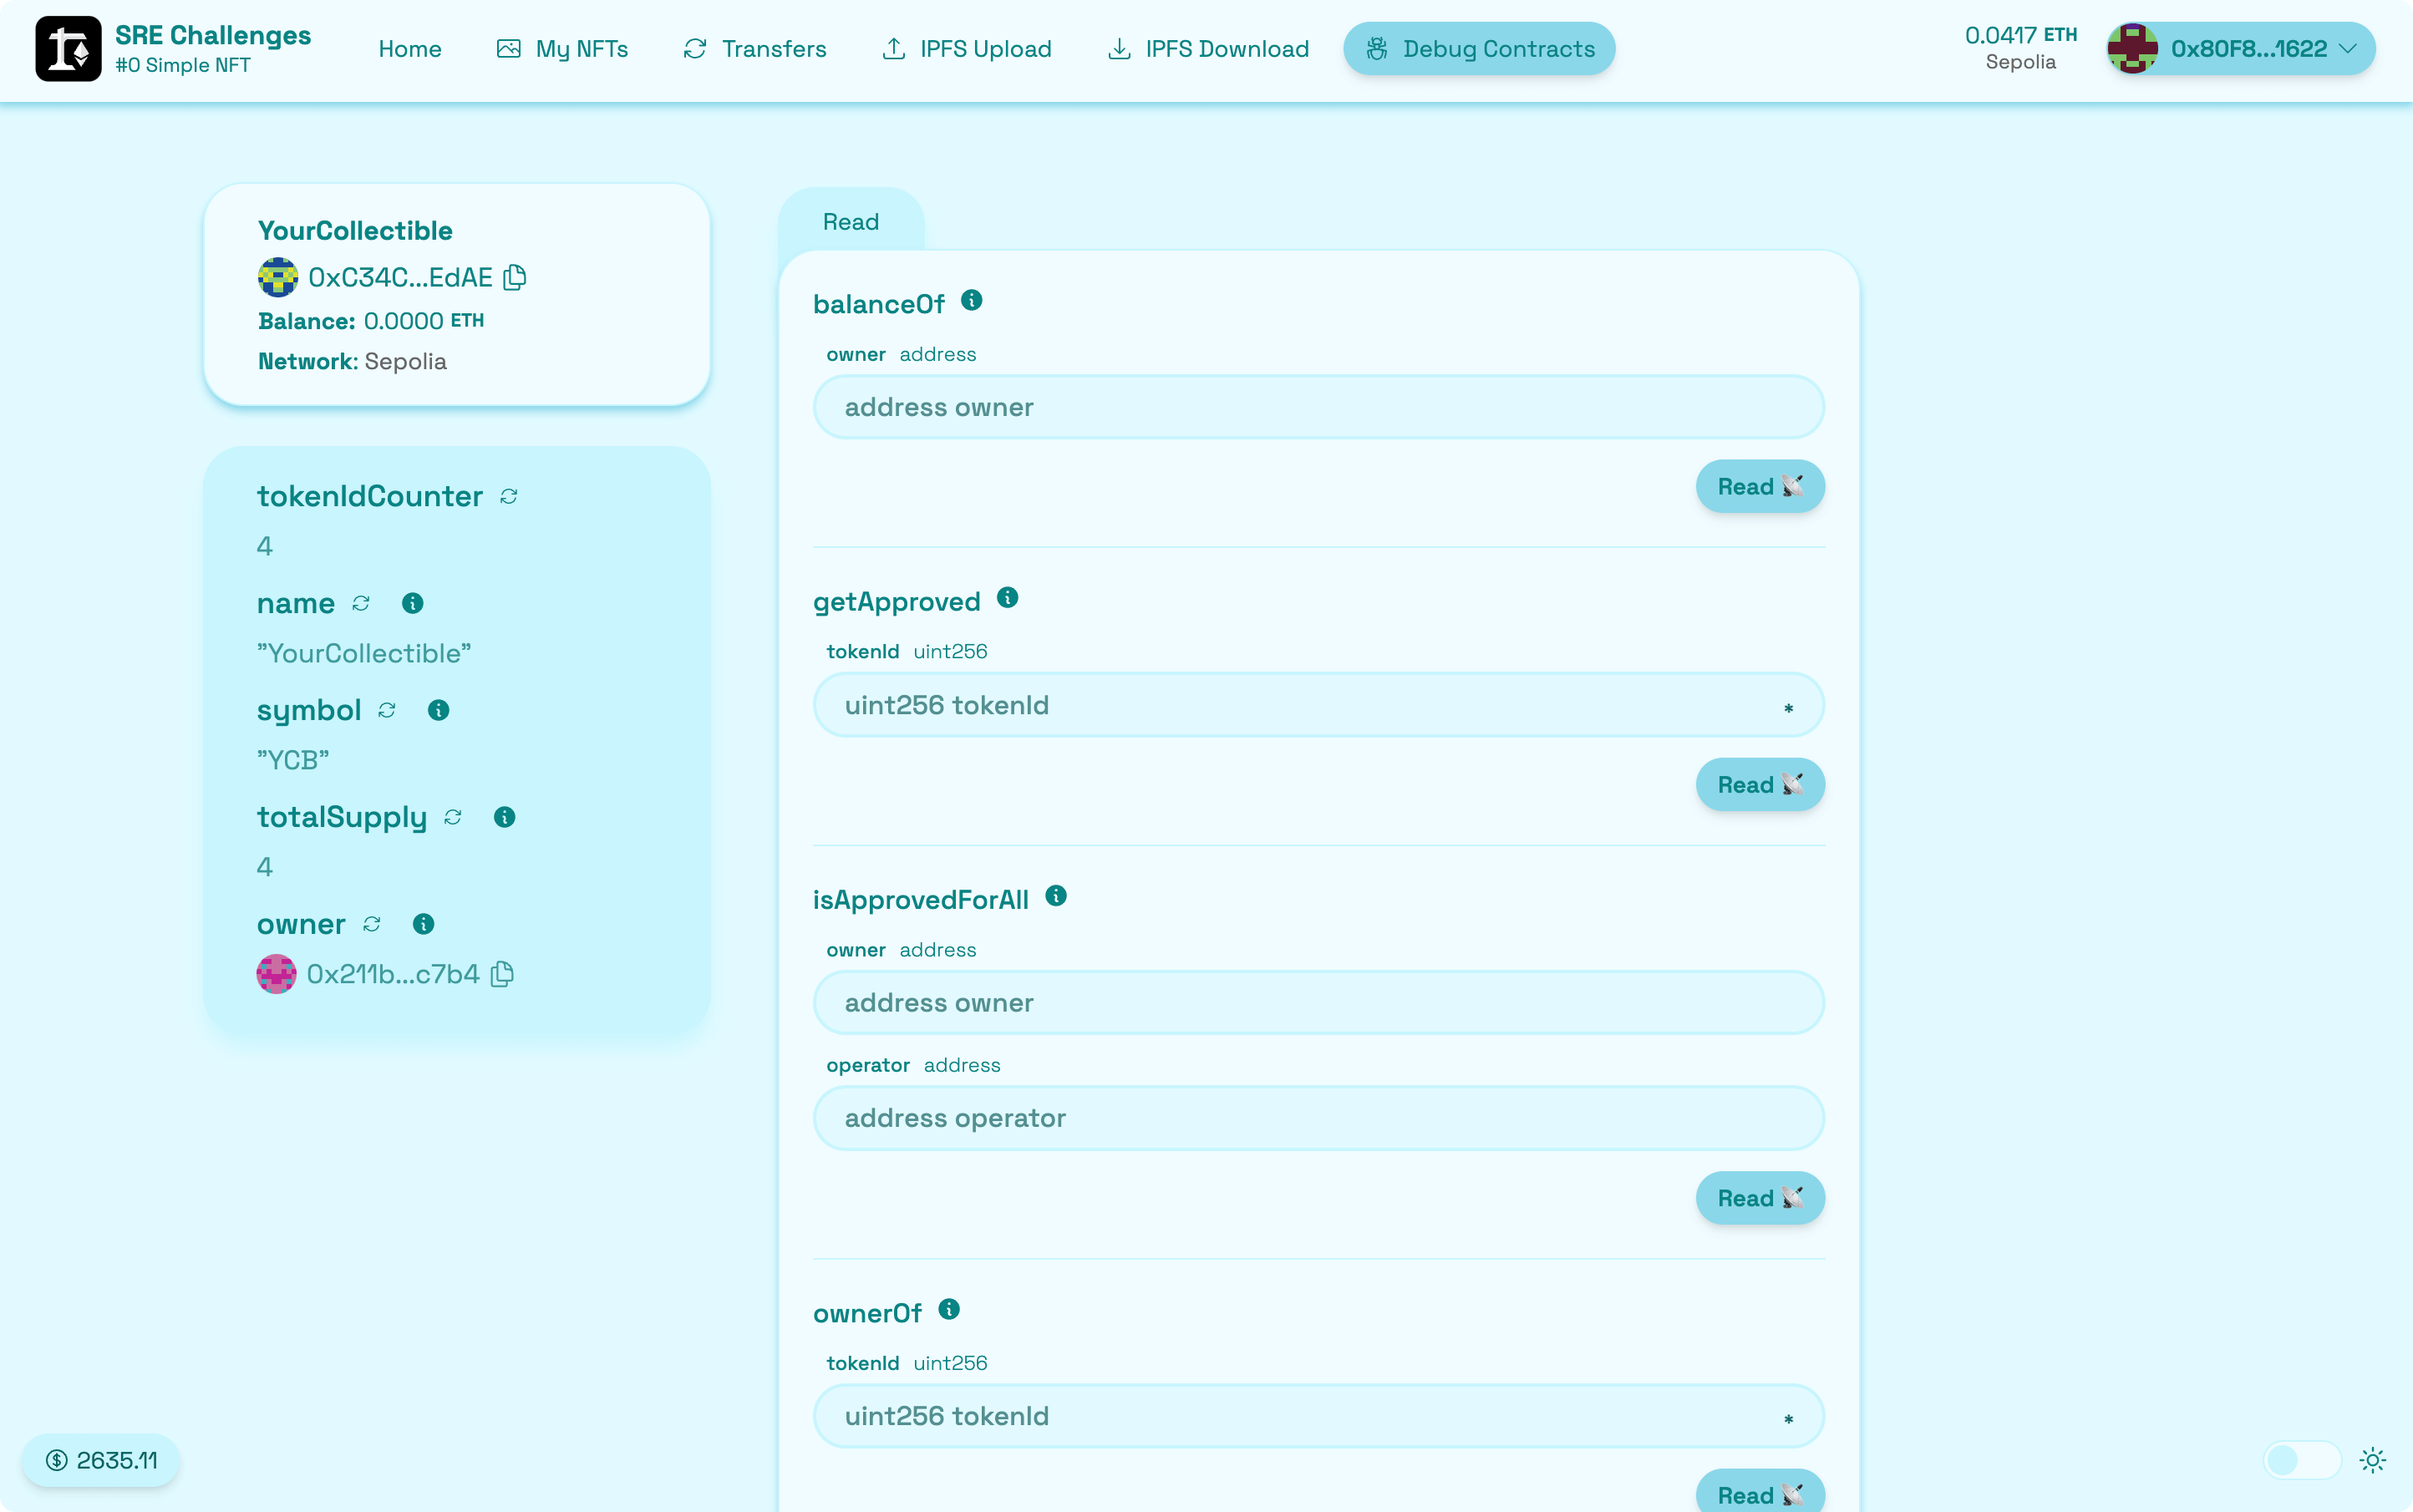 SRE Challenges
#0 Simple NFT
Home
My NFTs
Transfers
IPFS Upload
IPFS Download
Debug Contracts
0.0417 ETH
Sepolia
0x80F8...1622
YourCollectible
0xC34C...EdAE
Balance: 0.0000 ETH
Network: Sepolia
tokenIdCounter
4
name
"YourCollectible"
symbol
"YCB"
totalSupply
4
owner
0x211b...c7b4
Read
balanceOf
owner address
address owner
Read
getApproved
tokenId uint256
uint256 tokenId *
Read
isApprovedForAll
owner address
address owner
operator address
address operator
Read
ownerOf
tokenId uint256
uint256 tokenId *
Read
2635.11